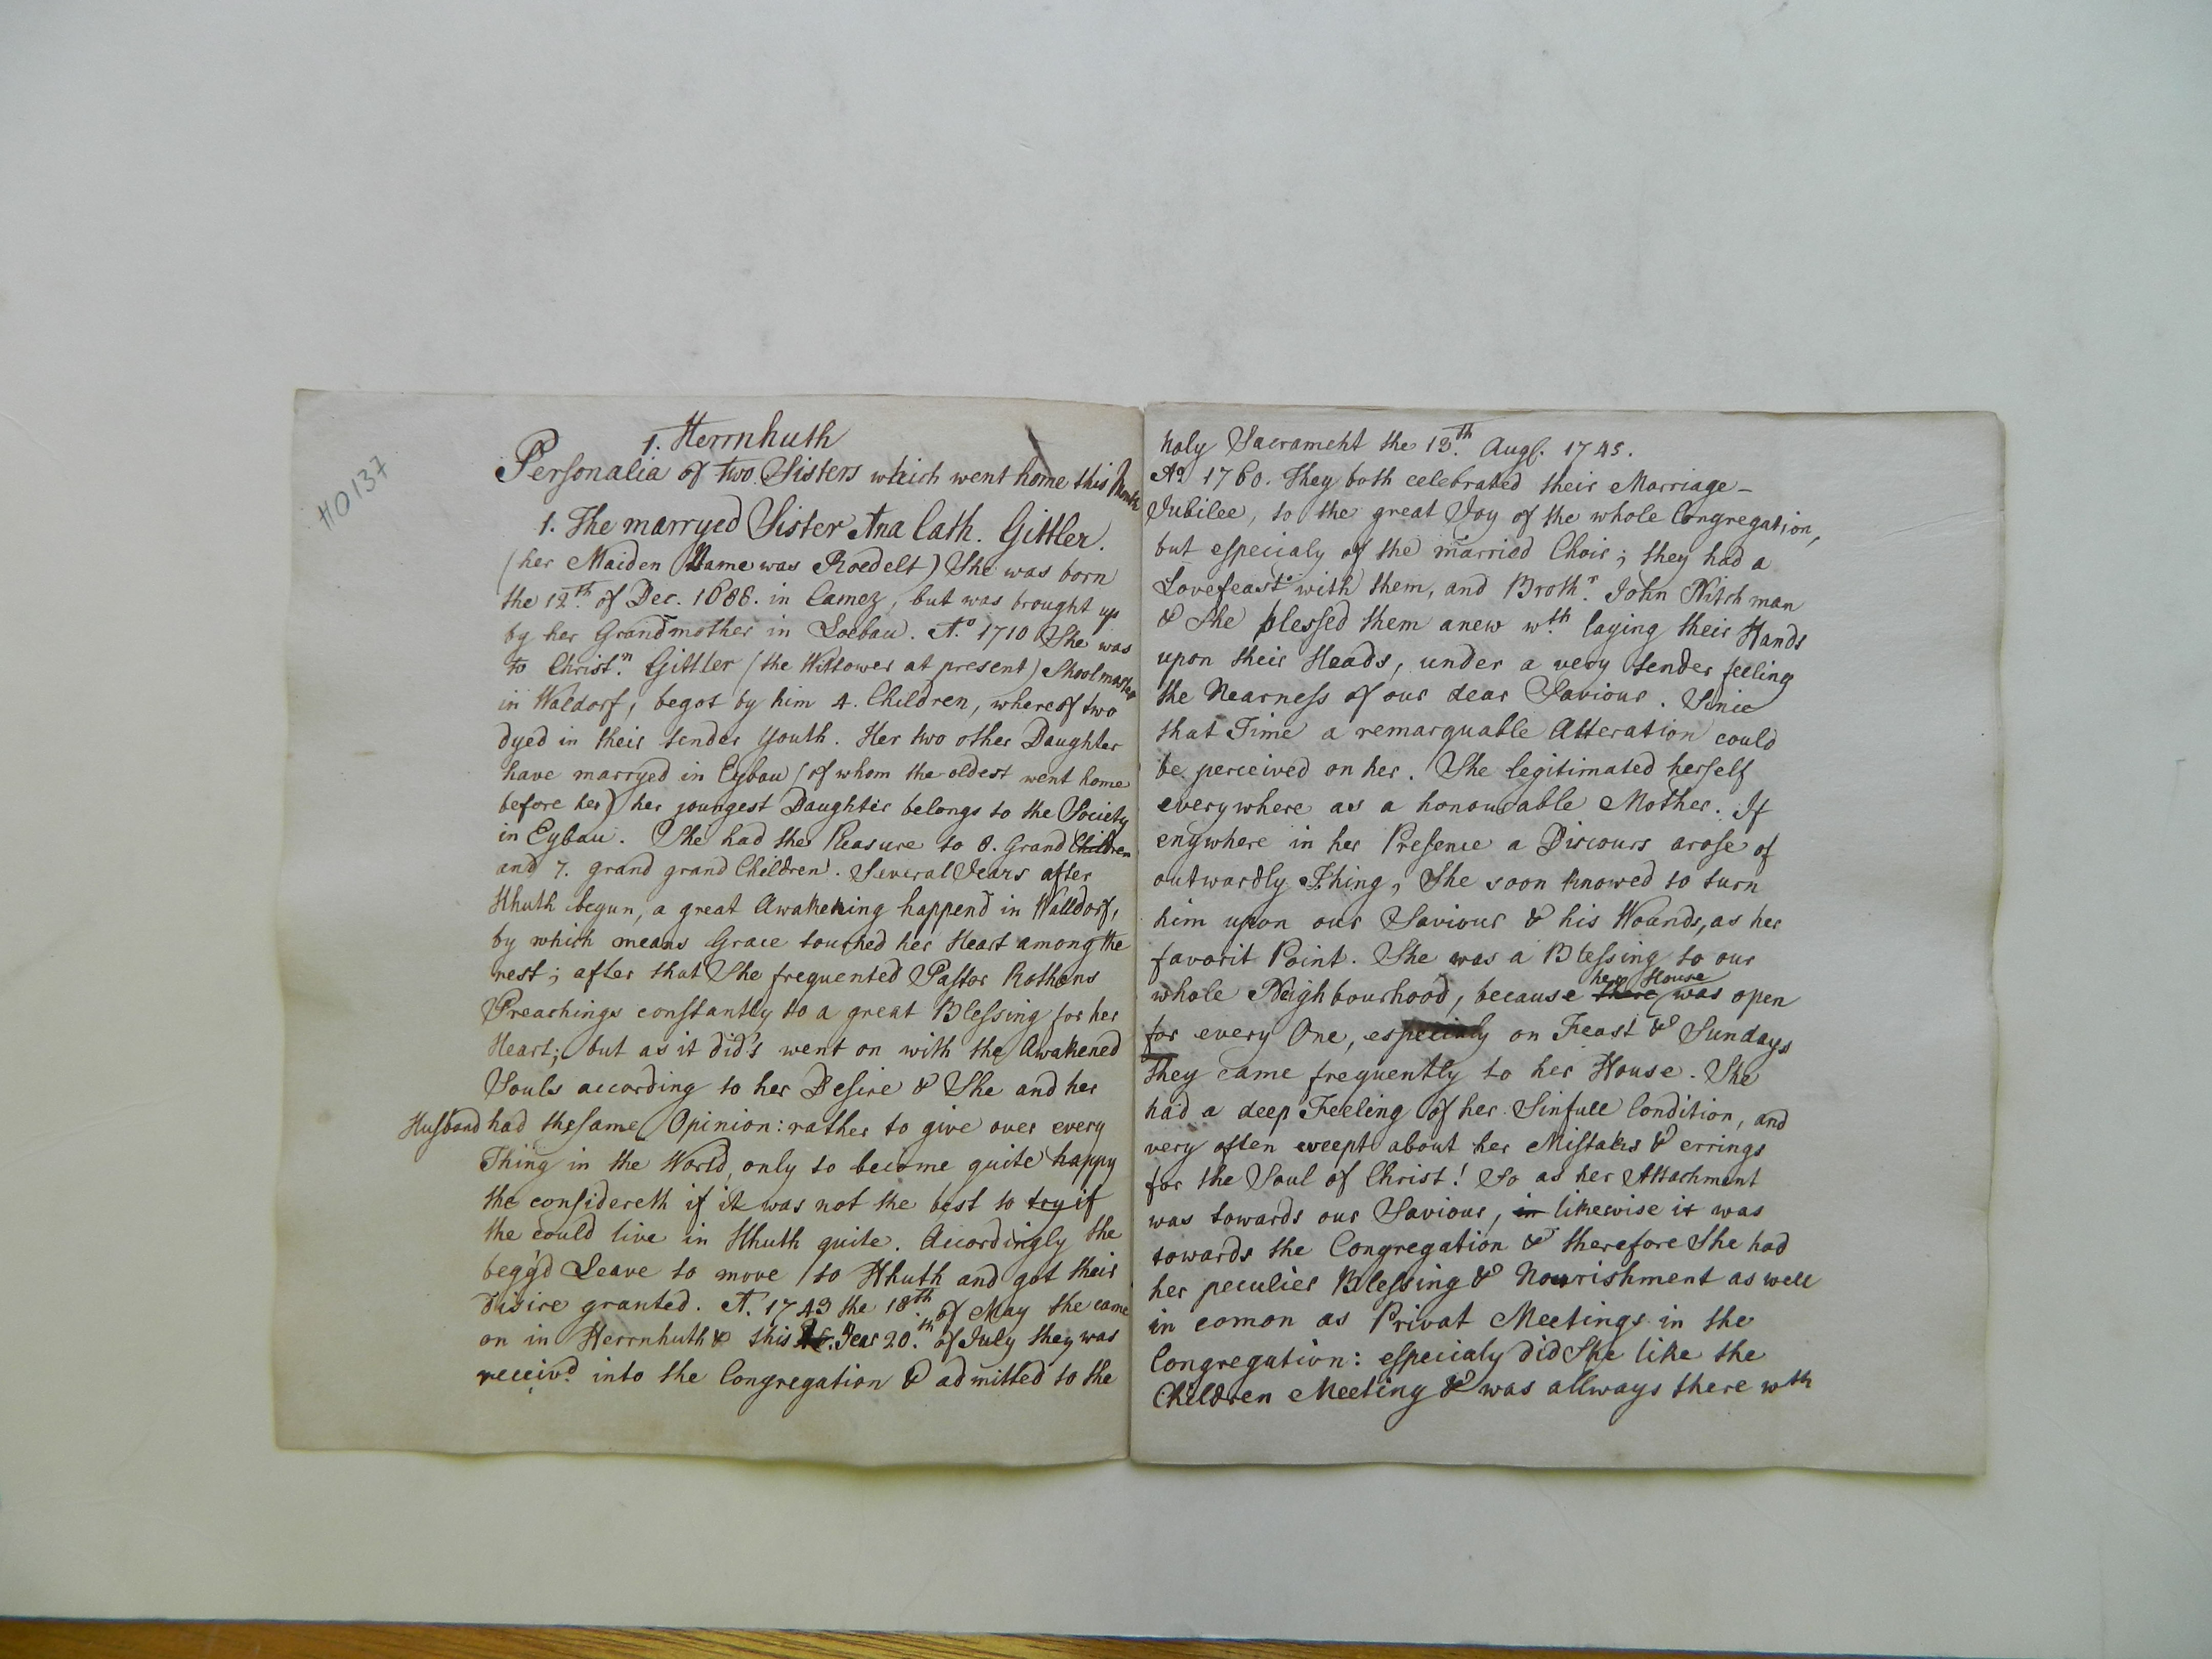 HO137
1. Herrnhuth
Personalia of two Sisters which went home this Month
1. The marryed Sister Ana Cath. Gittler.
(her Maiden Name was Roedelt) She was born
the 12th. of Dec. 1688. in Camez, but was brought up
by her Grandmother in Loebau. A.o 1710 She was
to Christ.n Gittler (the Wittower at present) Shoolmaster
in Waldorf, begot by him 4. Children, whereof two
dyed in their tender Youth. Her two other Daughter
have marryed in Eybau (of whom the oldest went home
before her) her youngest Daughter belongs to the Society
in Eybau. She had the Pleasure to 8. Grand Children
and 7. grand grand Children. Several Years after
Hhuth begun, a great Awakening happend in Walldorf,
by which means Grace touched her Heart among the
rest; after that She frequented Pastor Rothens
Preachings constantly to a great Blessing for her
Heart; but as it did's went on with the Awakened
Souls according to her Desire & She and her
Husband had the same Opinion: rather to give over every
Thing in the World, only to become quite happy
the considereth if it was not the best to try if
the could live in Hhuth quite. Accordingly the
begg'd Leave to move to Hhuth and got their
Disire granted. A. 1743 the 18th. of May the came
on in Herrnhuth & this Year 20.th of July they was
receiv'd into the Congregation & admitted to the
holy Sacrament the 13th. Augs. 1745.
Ao. 1760. They both celebrated their Marriage-
Jubilee, to the great Joy of the whole Congregation,
but especialy of the married Choir; they had a
Lovefeast with them, and Broth.r John Nitchman
& She blessed them anew wth. laying their Hands
upon their Heads, under a very tender feeling
the Nearness of our dear Saviour. Sinie
that Time a remarquable Alteration could
be perceived on her. She legitimated herself
everywhere as a honourable Mother. If
enywhere in her Presence a Discours arose of
outwardly Thing, She soon knowed to turn
him upon our Saviour & his Wounds, as her
favorit Point. She was a Blessing to our
whole Neighbourhood, because there her House was open
for every One, especialy on Feast & Sundays
they came frequently to her House. She
had a deep Feeling of her Sinfull Condition, and
very often weept about her Mistakes & errings
for the Soul of Christ! So as her Attachment
was towards our Saviour, in likewise it was
towards the Congregation & therefore She had
her peculier Blessing & Nourishment as well
in comon as Privat Meetings in the
Congregation: especialy did She like the
Children Meeting & was allways there wth